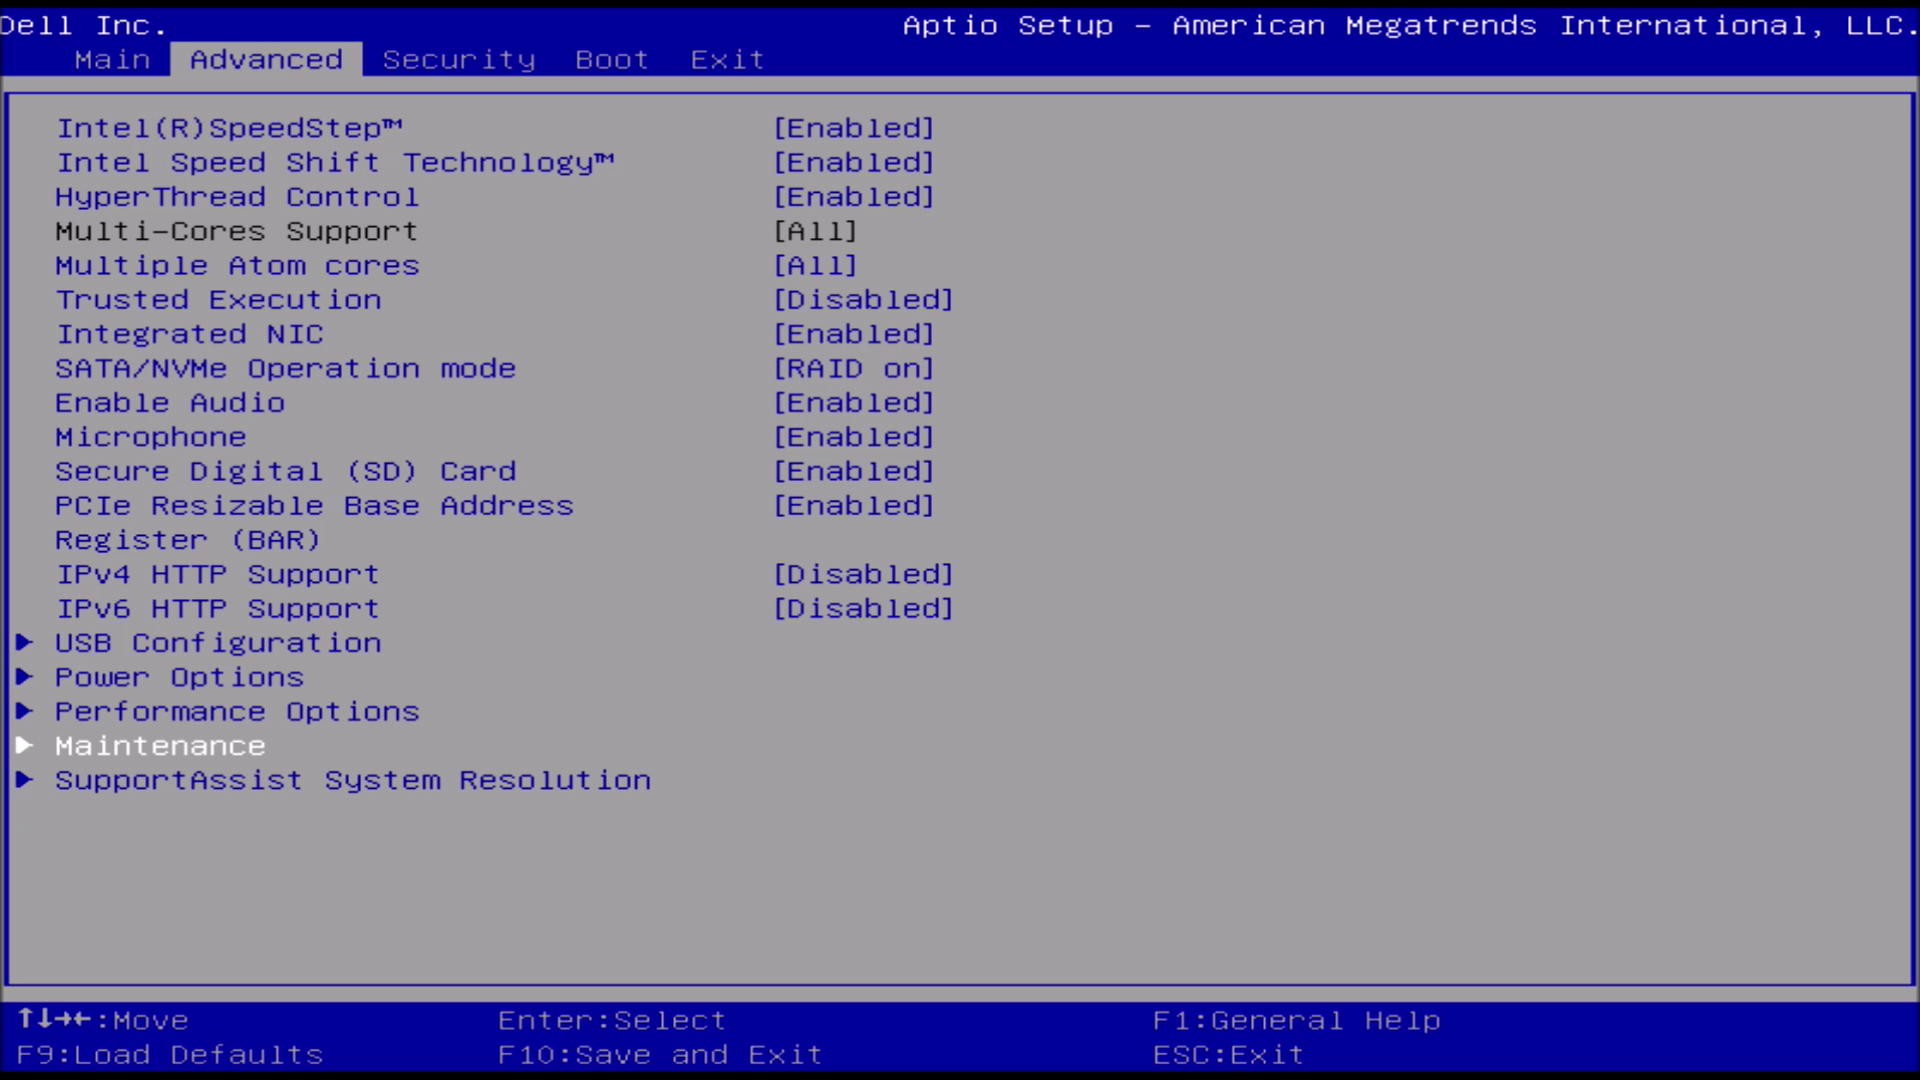 Dell Inc. Aptio Setup – American Megatrends International, LLC.
Main Advanced Security Boot Exit
Intel(R)SpeedStep™ [Enabled]
Intel Speed Shift Technology™ [Enabled]
HyperThread Control [Enabled]
Multi-Cores Support [All]
Multiple Atom cores [All]
Trusted Execution [Disabled]
Integrated NIC [Enabled]
SATA/NVMe Operation mode [RAID on]
Enable Audio [Enabled]
Microphone [Enabled]
Secure Digital (SD) Card [Enabled]
PCIe Resizable Base Address [Enabled]
Register (BAR)
IPv4 HTTP Support [Disabled]
IPv6 HTTP Support [Disabled]
▶ USB Configuration
▶ Power Options
▶ Performance Options
▶ Maintenance
▶ SupportAssist System Resolution
↑↓→←:Move Enter:Select F1:General Help
F9:Load Defaults F10:Save and Exit ESC:Exit